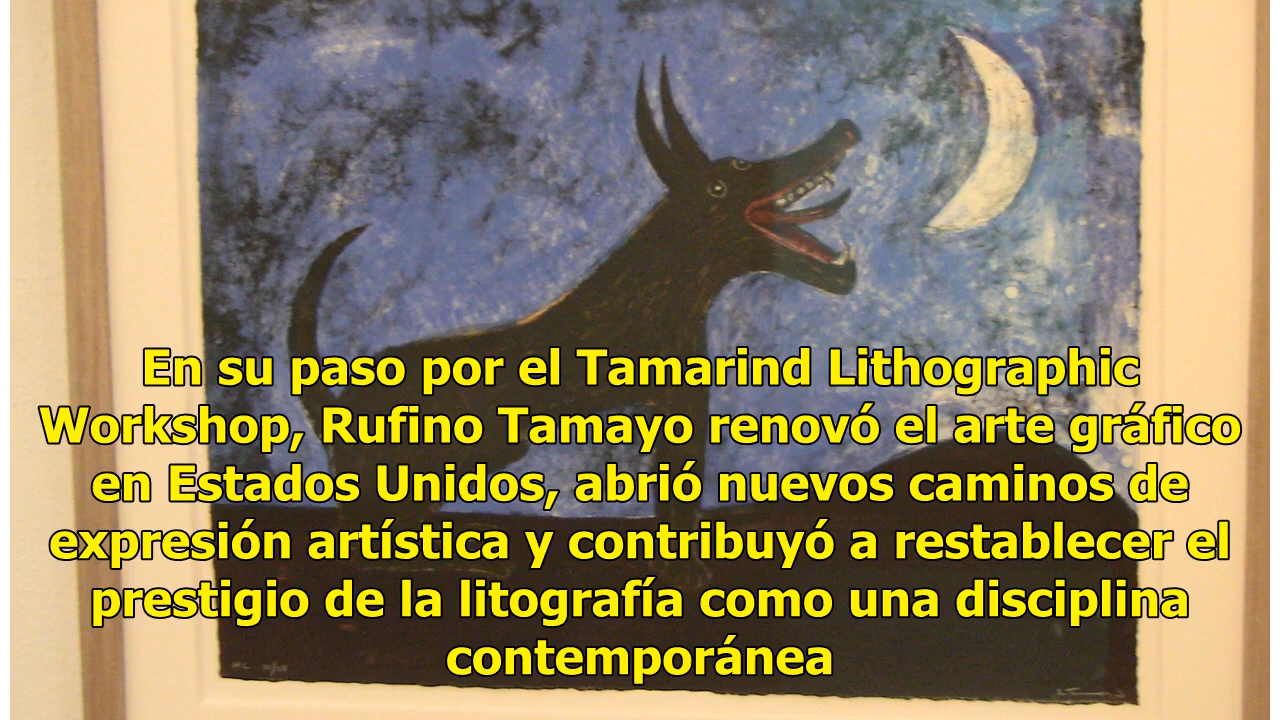 En su paso por el Tamarind Lithographic
Workshop, Rufino Tamayo renovó el arte gráfico
en Estados Unidos, abrió nuevos caminos de
expresión artística y contribuyó a restablecer el
prestigio de la litografía como una disciplina
contemporánea